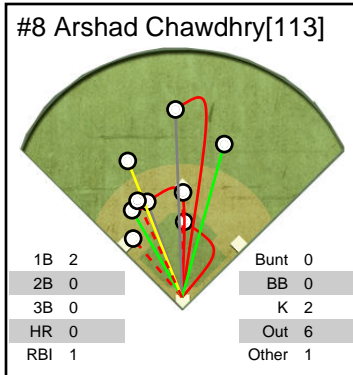 #8 Arshad Chawdhry[113]
1B 2
2B 0
3B 0
HR 0
RBI 1
Bunt 0
BB 0
K 2
Out 6
Other 1